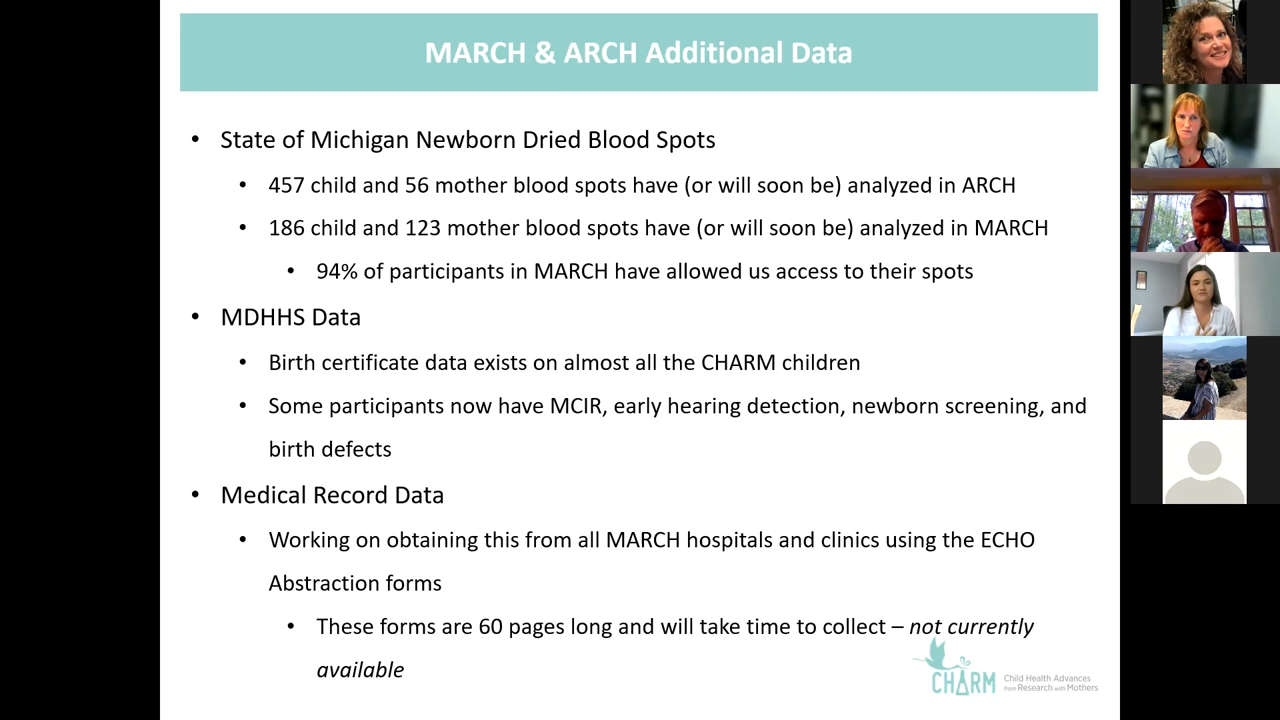 MARCH & ARCH Additional Data
• State of Michigan Newborn Dried Blood Spots
• 457 child and 56 mother blood spots have (or will soon be) analyzed in ARCH
• 186 child and 123 mother blood spots have (or will soon be) analyzed in MARCH
• 94% of participants in MARCH have allowed us access to their spots
• MDHHS Data
• Birth certificate data exists on almost all the CHARM children
• Some participants now have MCIR, early hearing detection, newborn screening, and
birth defects
• Medical Record Data
• Working on obtaining this from all MARCH hospitals and clinics using the ECHO
Abstraction forms
• These forms are 60 pages long and will take time to collect – not currently
available
CHARM
Child Health Advances
from Research with Mothers